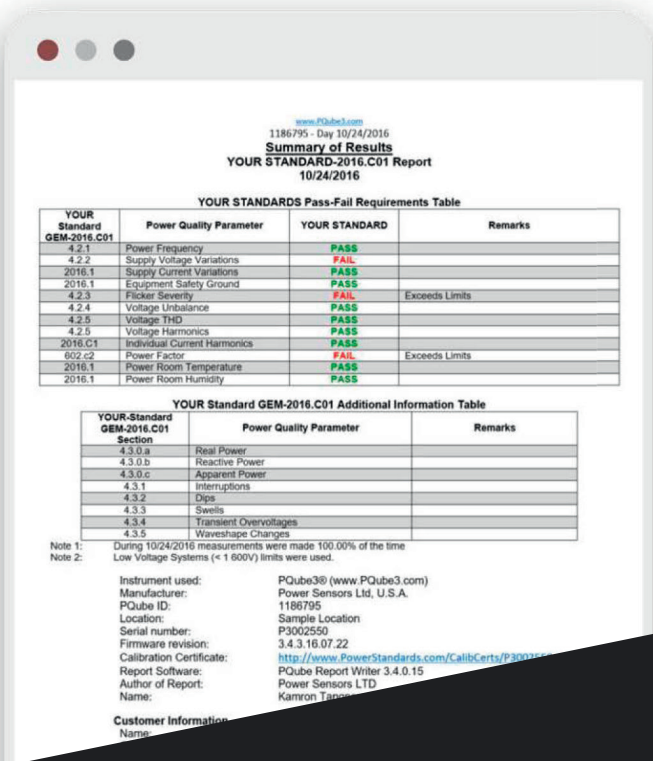 www.PQube3.com
1186795 - Day 10/24/2016
Summary of Results
YOUR STANDARD-2016.C01 Report
10/24/2016
YOUR STANDARDS Pass-Fail Requirements Table
YOUR Standard GEM-2016.C01 Power Quality Parameter YOUR STANDARD Remarks
4.2.1 Power Frequency PASS
4.2.2 Supply Voltage Variations FAIL
2016.1 Supply Current Variations PASS
2016.1 Equipment Safety Ground PASS
4.2.3 Flicker Severity FAIL Exceeds Limits
4.2.4 Voltage Unbalance PASS
4.2.5 Voltage THD PASS
4.2.5 Voltage Harmonics PASS
2016.C1 Individual Current Harmonics PASS
602.c2 Power Factor FAIL Exceeds Limits
2016.1 Power Room Temperature PASS
2016.1 Power Room Humidity PASS
YOUR Standard GEM-2016.C01 Additional Information Table
YOUR-Standard GEM-2016.C01 Section Power Quality Parameter Remarks
4.3.0.a Real Power
4.3.0.b Reactive Power
4.3.0.c Apparent Power
4.3.1 Interruptions
4.3.2 Dips
4.3.3 Swells
4.3.4 Transient Overvoltages
4.3.5 Waveshape Changes
Note 1: During 10/24/2016 measurements were made 100.00% of the time
Note 2: Low Voltage Systems (< 1 600V) limits were used.
Instrument used: PQube3® (www.PQube3.com)
Manufacturer: Power Sensors Ltd, U.S.A.
PQube ID: 1186795
Location: Sample Location
Serial number: P3002550
Firmware revision: 3.4.3.16.07.22
Calibration Certificate: http://www.PowerStandards.com/CalibCerts/P30025
Report Software: PQube Report Writer 3.4.0.15
Author of Report: Power Sensors LTD
Name: Kamron
Customer Information
Name: